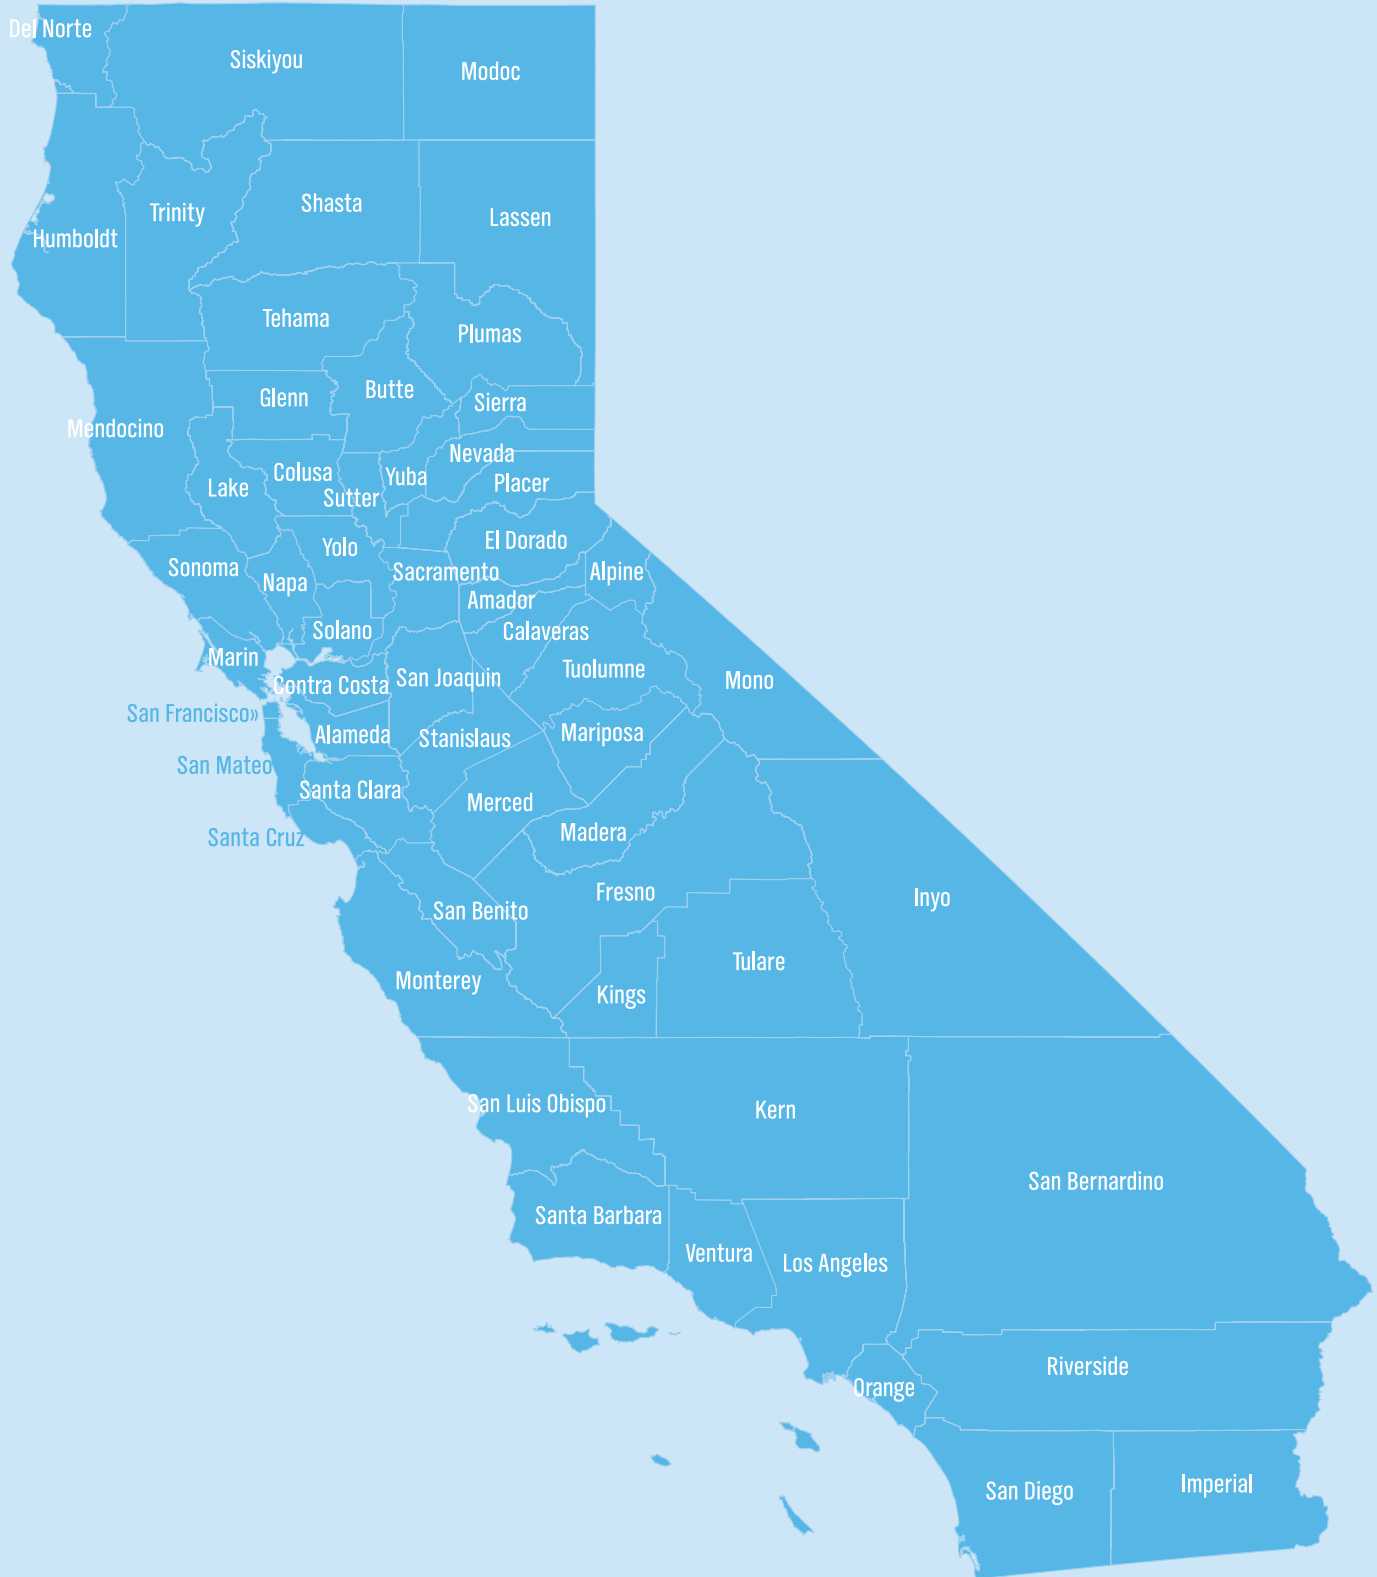 Del Norte
Siskiyou
Modoc
Trinity
Shasta
Lassen
Humboldt
Tehama
Plumas
Glenn
Butte
Sierra
Mendocino
Nevada
Colusa
Yuba
Placer
Lake
Sutter
El Dorado
Yolo
Sonoma
Napa
Sacramento
Alpine
Amador
Solano
Calaveras
Marin
Tuolumne
San Joaquin
Mono
Contra Costa
San Francisco»
Alameda
Stanislaus
Mariposa
San Mateo
Santa Clara
Merced
Madera
Santa Cruz
Fresno
Inyo
San Benito
Tulare
Monterey
Kings
San Luis Obispo
Kern
San Bernardino
Santa Barbara
Ventura
Los Angeles
Riverside
Orange
San Diego
Imperial